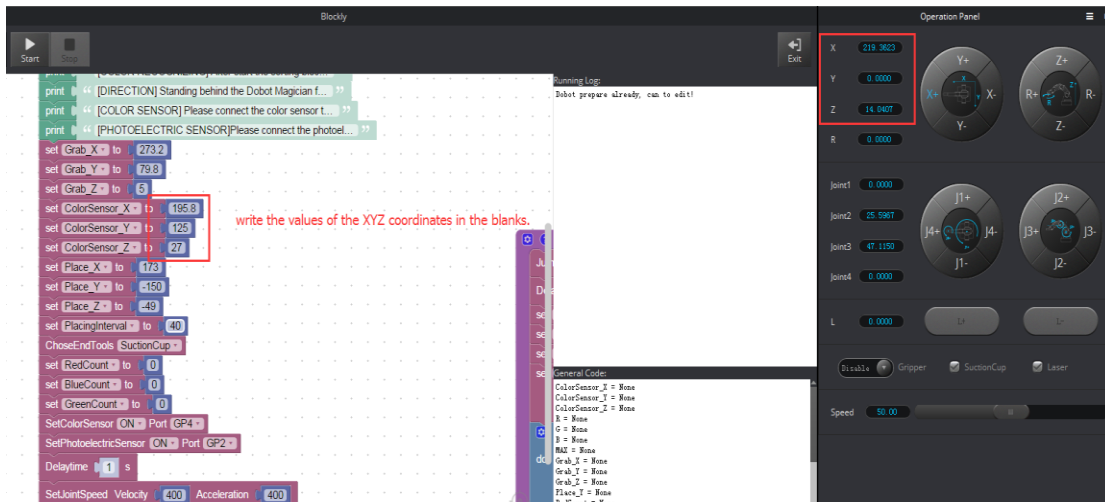 Blockly
Operation Panel
Start
Stop
Exit
print “ [DIRECTION] Standing behind the Dobot Magician f... ”
print “ [COLOR SENSOR] Please connect the color sensor t... ”
print “ [PHOTOELECTRIC SENSOR]Please connect the photoel... ”
set Grab_X to 273.2
set Grab_Y to 79.8
set Grab_Z to 5
set ColorSensor_X to 195.8
set ColorSensor_Y to 125
set ColorSensor_Z to 27
write the values of the XYZ coordinates in the blanks.
set Place_X to 173
set Place_Y to -150
set Place_Z to -49
set PlacingInterval to 40
ChoseEndTools SuctionCup
set RedCount to 0
set BlueCount to 0
set GreenCount to 0
SetColorSensor ON Port GP4
SetPhotoelectricSensor ON Port GP2
Delaytime 1 s
SetJointSpeed Velocity 400 Acceleration 400
Running Log:
Dobot prepare already, can to edit!
General Code:
ColorSensor_X = None
ColorSensor_Y = None
ColorSensor_Z = None
R = None
G = None
B = None
MAX = None
Grab_X = None
Grab_Y = None
Grab_Z = None
Place_Y = None
X 219.3623
Y 0.0000
Z 14.0407
R 0.0000
Y+
X+ X-
Y-
Z+
R+ R-
Z-
Joint1 0.0000
Joint2 25.5967
Joint3 47.1150
Joint4 0.0000
J1+
J4+ J4-
J1-
J2+
J3+ J3-
J2-
L 0.0000
L+
L-
Disable Gripper SuctionCup Laser
Speed 50.00